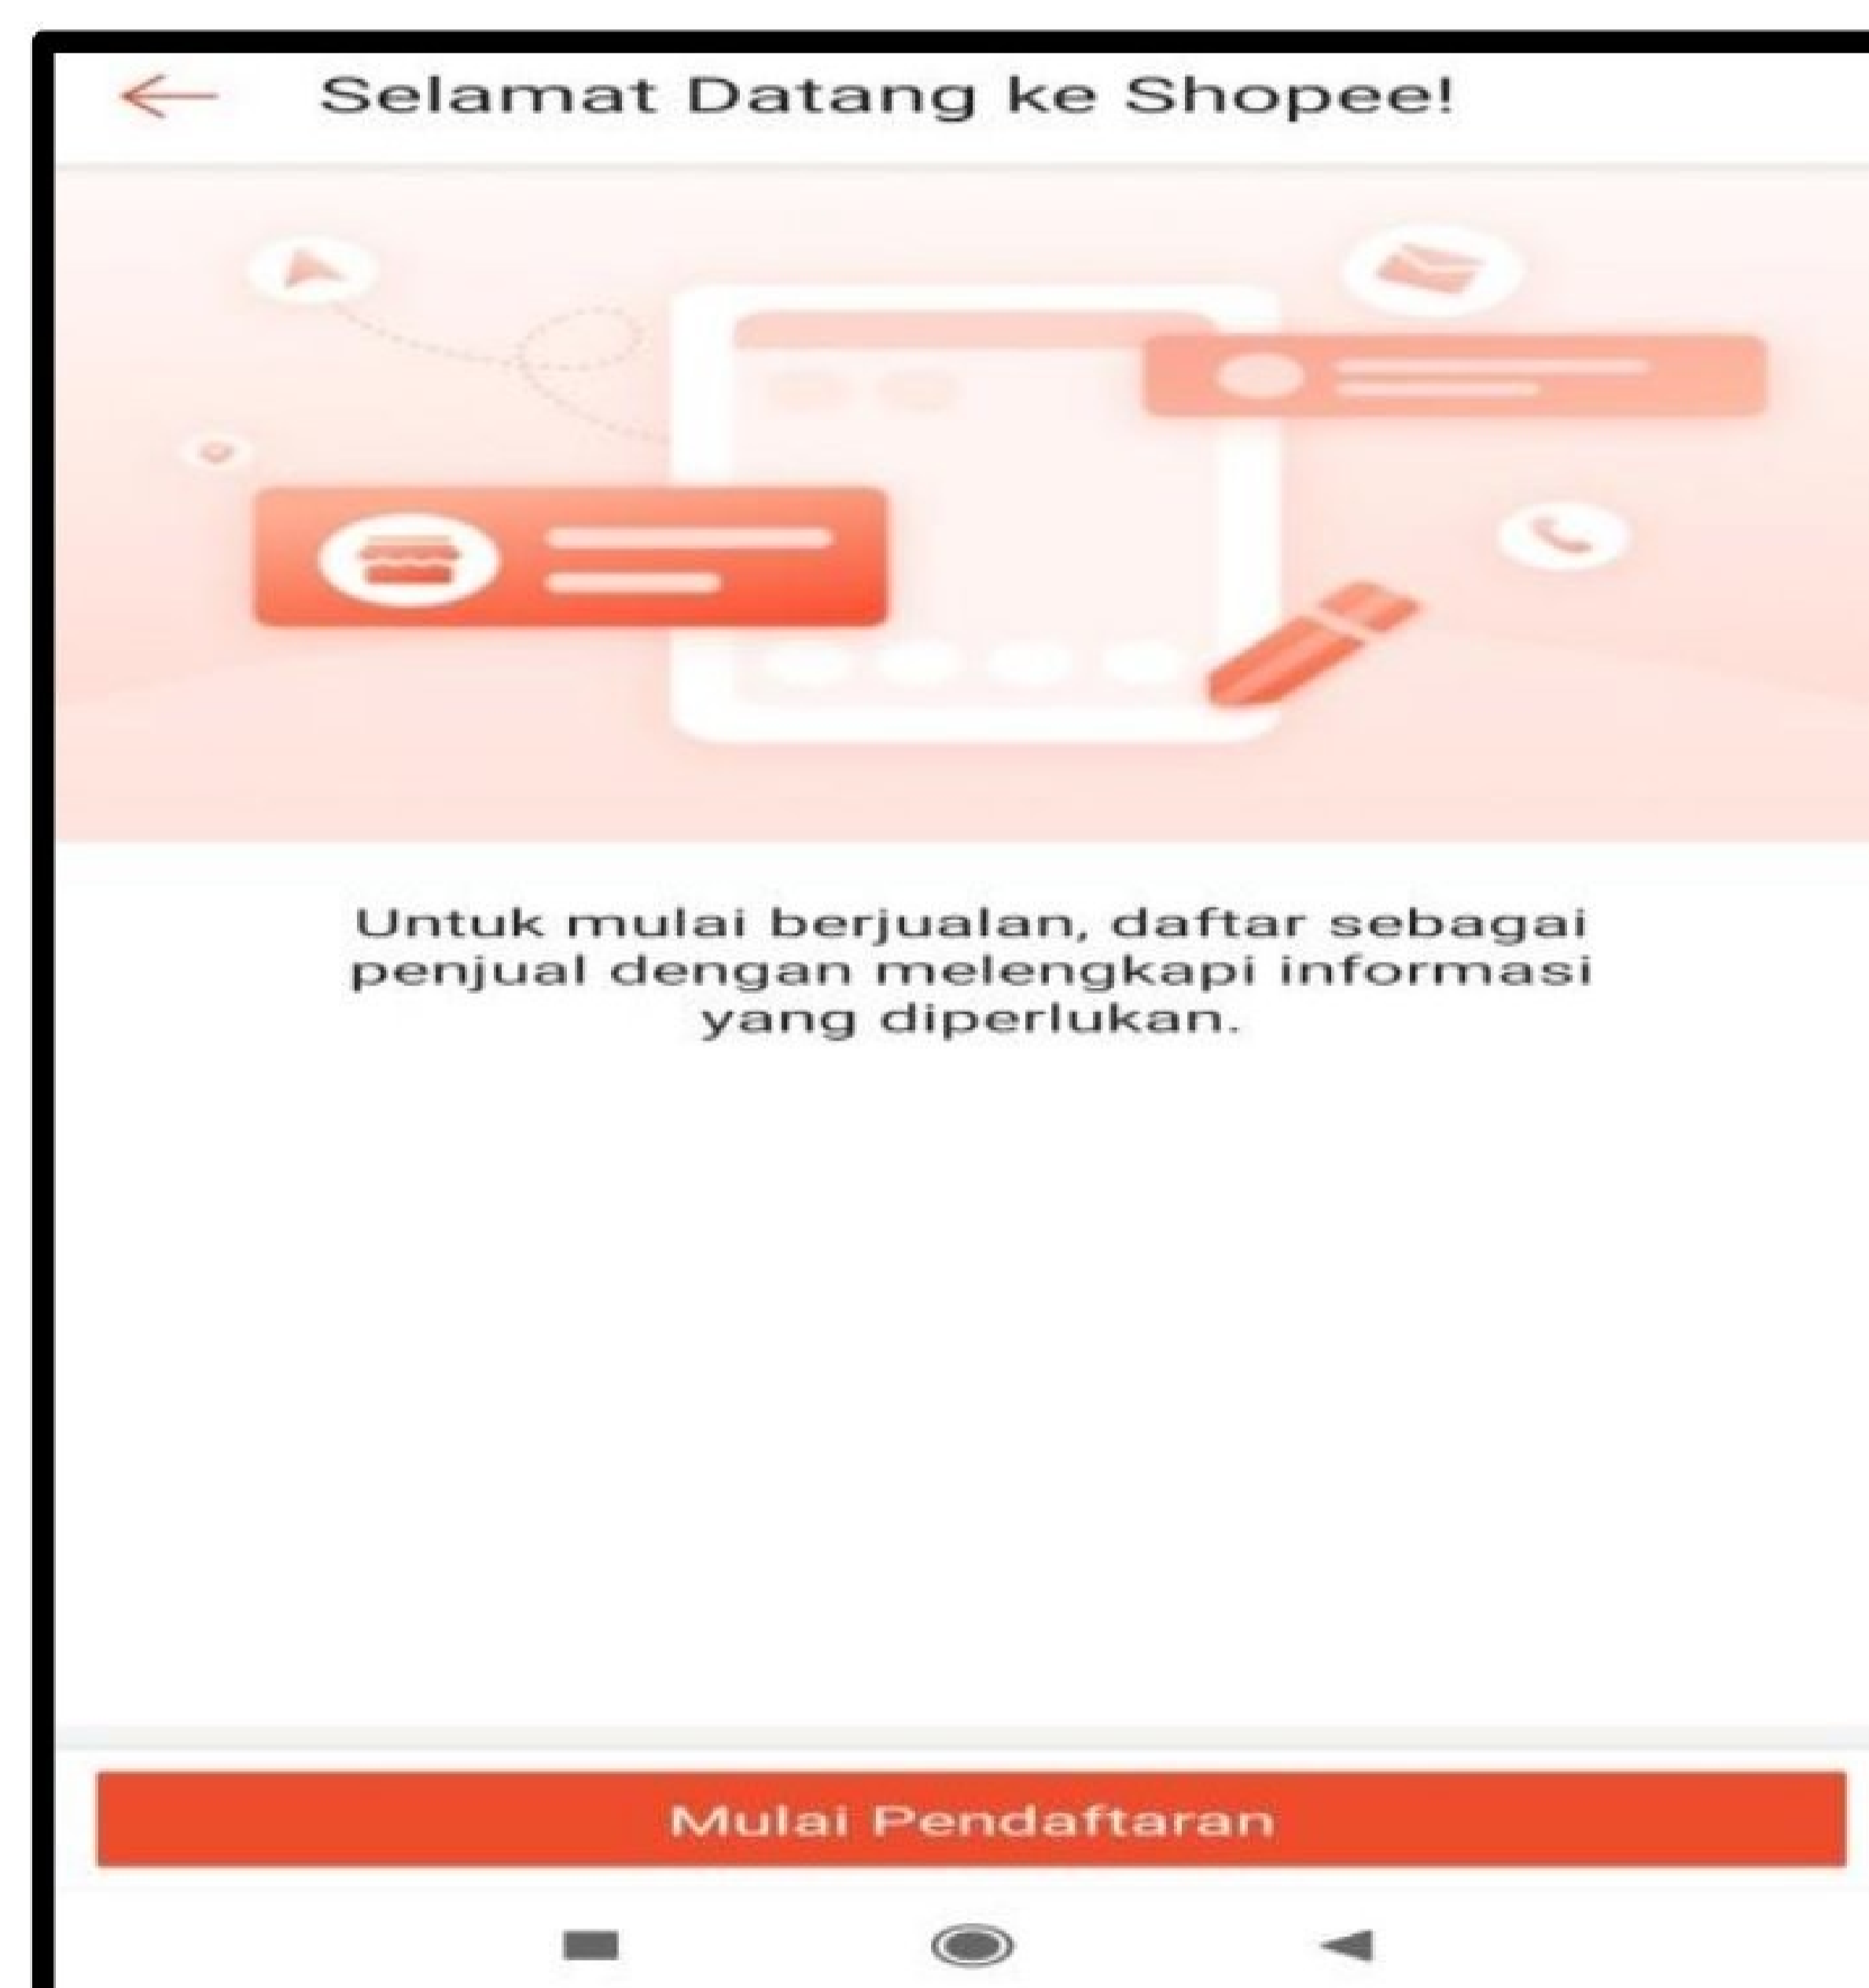 Selamat Datang ke Shopee!
Untuk mulai berjualan, daftar sebagai
penjual dengan melengkapi informasi
yang diperlukan.
Mulai Pendaftaran